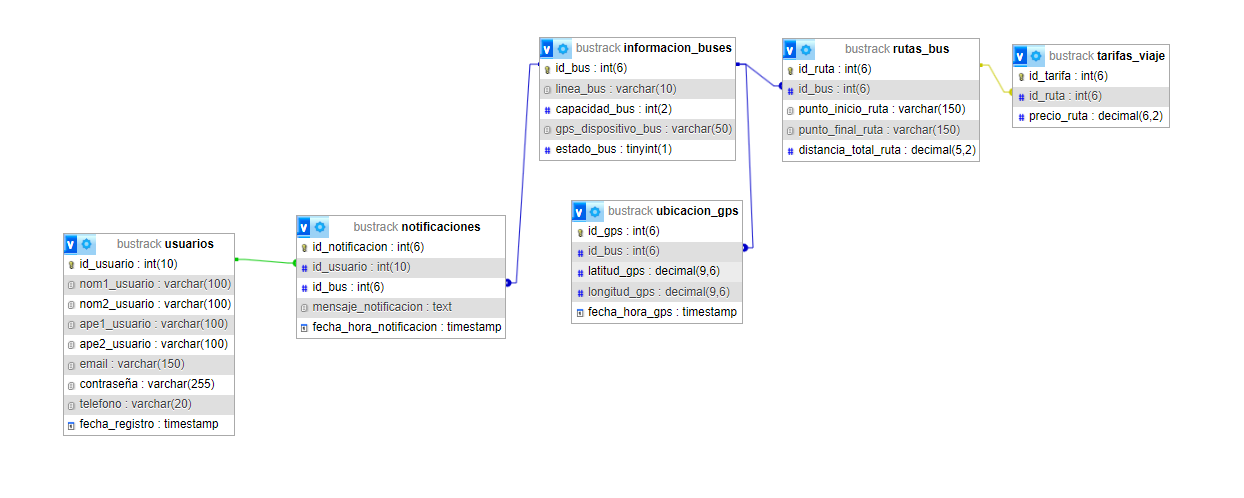 bustrack informacion_buses
id_bus : int(6)
linea_bus : varchar(10)
capacidad_bus : int(2)
gps_dispositivo_bus : varchar(50)
estado_bus : tinyint(1)
bustrack rutas_bus
id_ruta : int(6)
id_bus : int(6)
punto_inicio_ruta : varchar(150)
punto_final_ruta : varchar(150)
distancia_total_ruta : decimal(5,2)
bustrack tarifas_viaje
id_tarifa : int(6)
id_ruta : int(6)
precio_ruta : decimal(6,2)
bustrack ubicacion_gps
id_gps : int(6)
id_bus : int(6)
latitud_gps : decimal(9,6)
longitud_gps : decimal(9,6)
fecha_hora_gps : timestamp
bustrack notificaciones
id_notificacion : int(6)
id_usuario : int(10)
id_bus : int(6)
mensaje_notificacion : text
fecha_hora_notificacion : timestamp
bustrack usuarios
id_usuario : int(10)
nom1_usuario : varchar(100)
nom2_usuario : varchar(100)
ape1_usuario : varchar(100)
ape2_usuario : varchar(100)
email : varchar(150)
contraseña : varchar(255)
telefono : varchar(20)
fecha_registro : timestamp